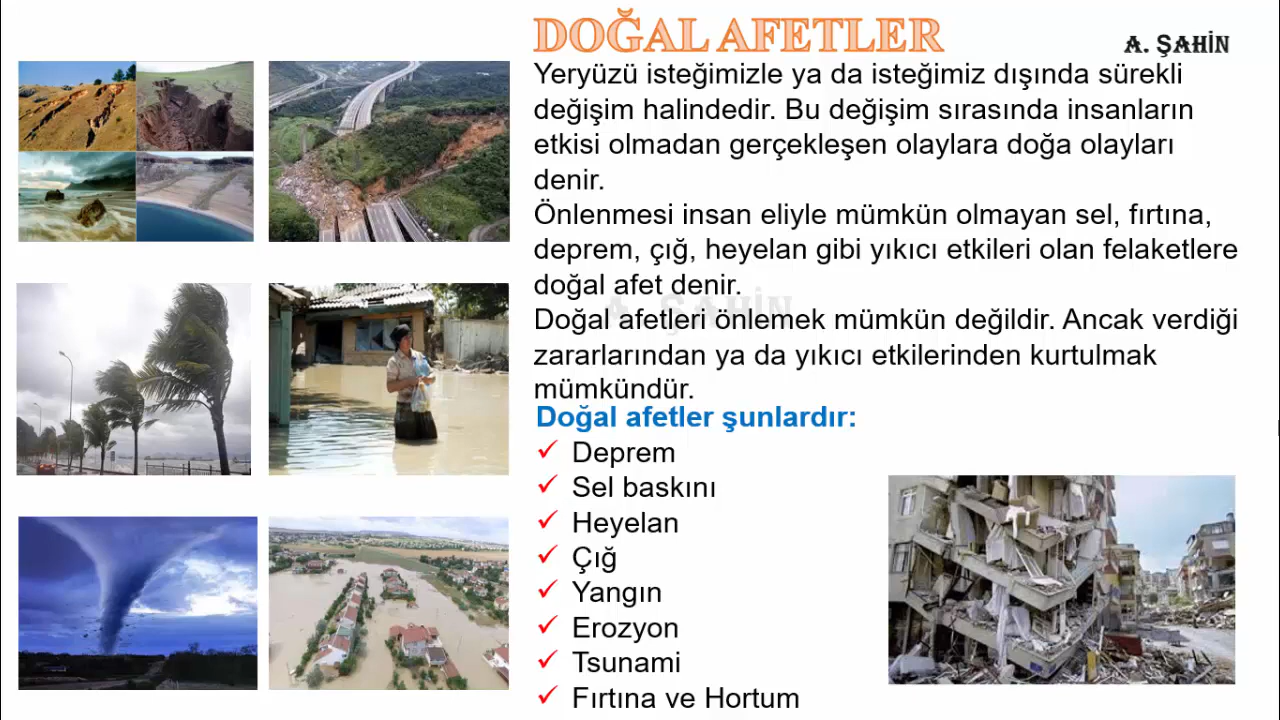 DOĞAL AFETLER
A. ŞAHİN
Yeryüzü isteğimizle ya da isteğimiz dışında sürekli
değişim halindedir. Bu değişim sırasında insanların
etkisi olmadan gerçekleşen olaylara doğa olayları
denir.
Önlenmesi insan eliyle mümkün olmayan sel, fırtına,
deprem, çığ, heyelan gibi yıkıcı etkileri olan felaketlere
doğal afet denir.
A. ŞAHİN
Doğal afetleri önlemek mümkün değildir. Ancak verdiği
zararlarından ya da yıkıcı etkilerinden kurtulmak
mümkündür.
Doğal afetler şunlardır:
✓ Deprem
✓ Sel baskını
✓ Heyelan
✓ Çığ
✓ Yangın
✓ Erozyon
✓ Tsunami
✓ Fırtına ve Hortum